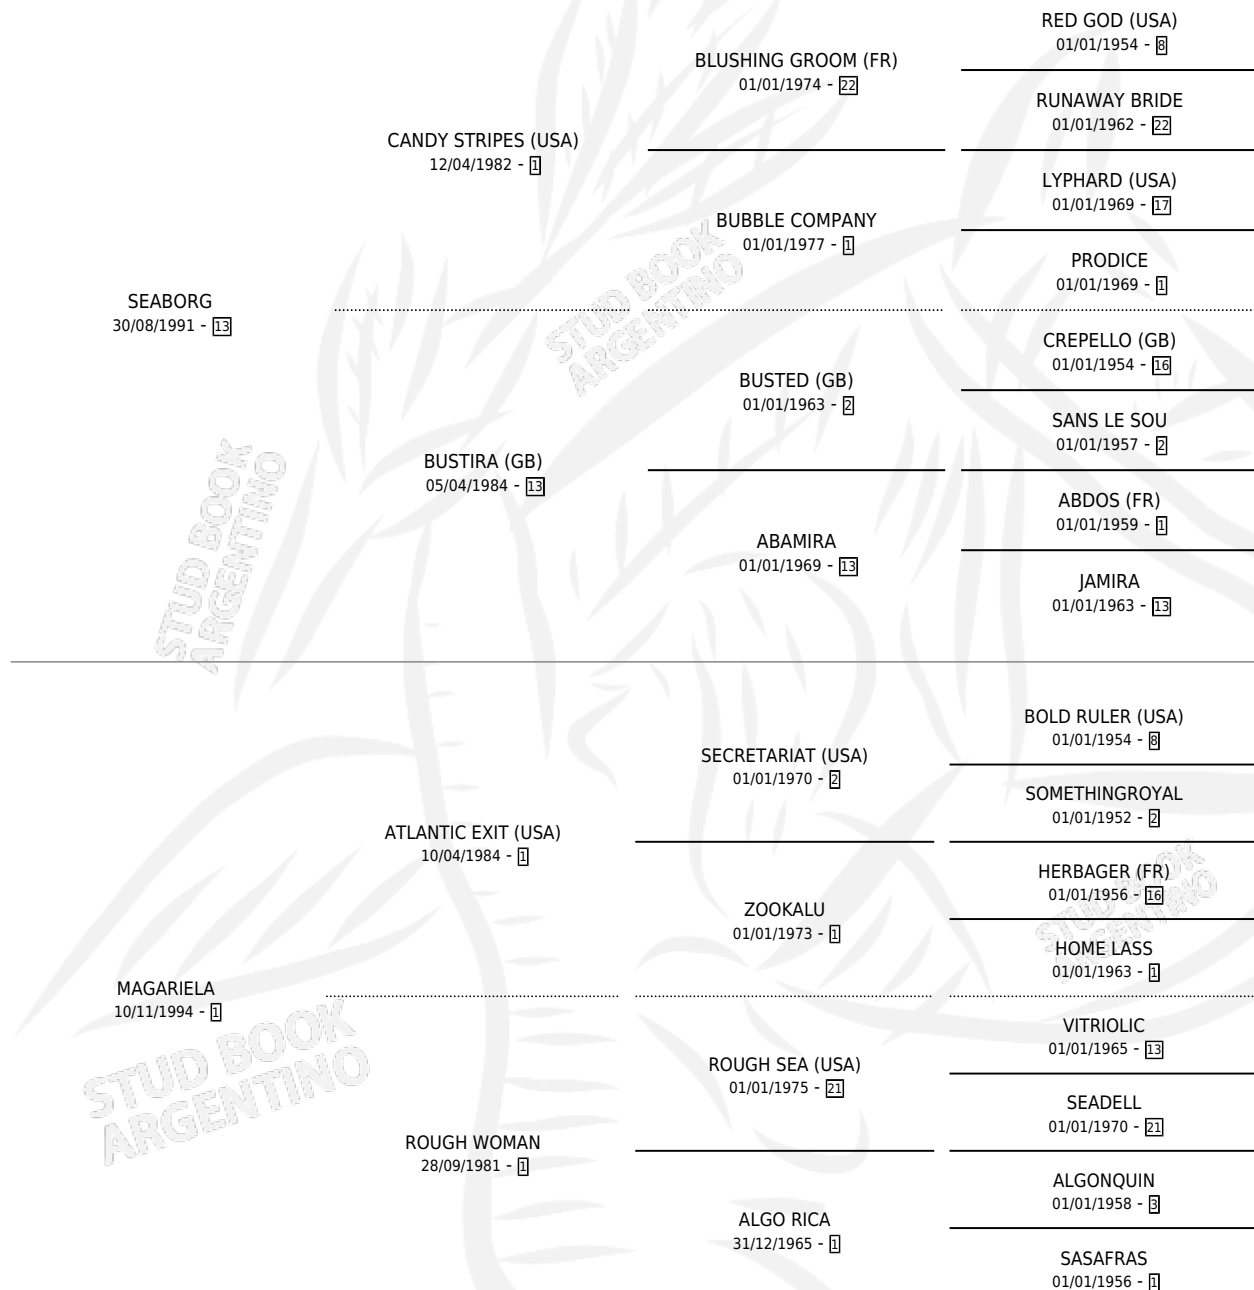 RED GOD (USA)
01/01/1954 - 8
BLUSHING GROOM (FR)
01/01/1974 - 22
RUNAWAY BRIDE
01/01/1962 - 22
CANDY STRIPES (USA)
12/04/1982 - 1
LYPHARD (USA)
01/01/1969 - 17
BUBBLE COMPANY
01/01/1977 - 1
PRODICE
01/01/1969 - 1
SEABORG
30/08/1991 - 13
STUD BOOK
ARGENTINO
CREPELLO (GB)
01/01/1954 - 16
BUSTED (GB)
01/01/1963 - 2
SANS LE SOU
01/01/1957 - 2
BUSTIRA (GB)
05/04/1984 - 13
ABDOS (FR)
01/01/1959 - 1
ABAMIRA
01/01/1969 - 13
JAMIRA
01/01/1963 - 13
STUD BOOK
ARGENTINO
BOLD RULER (USA)
01/01/1954 - 8
SECRETARIAT (USA)
01/01/1970 - 2
SOMETHINGROYAL
01/01/1952 - 2
ATLANTIC EXIT (USA)
10/04/1984 - 1
HERBAGER (FR)
01/01/1956 - 16
ZOOKALU
01/01/1973 - 1
HOME LASS
01/01/1963 - 1
STUD BOOK
ARGENTINO
MAGARIELA
10/11/1994 - 1
VITRIOLIC
01/01/1965 - 13
ROUGH SEA (USA)
01/01/1975 - 21
SEADELL
01/01/1970 - 21
STUD BOOK
ARGENTINO
ROUGH WOMAN
28/09/1981 - 1
ALGONQUIN
01/01/1958 - 3
ALGO RICA
31/12/1965 - 1
SASAFRAS
01/01/1956 - 1